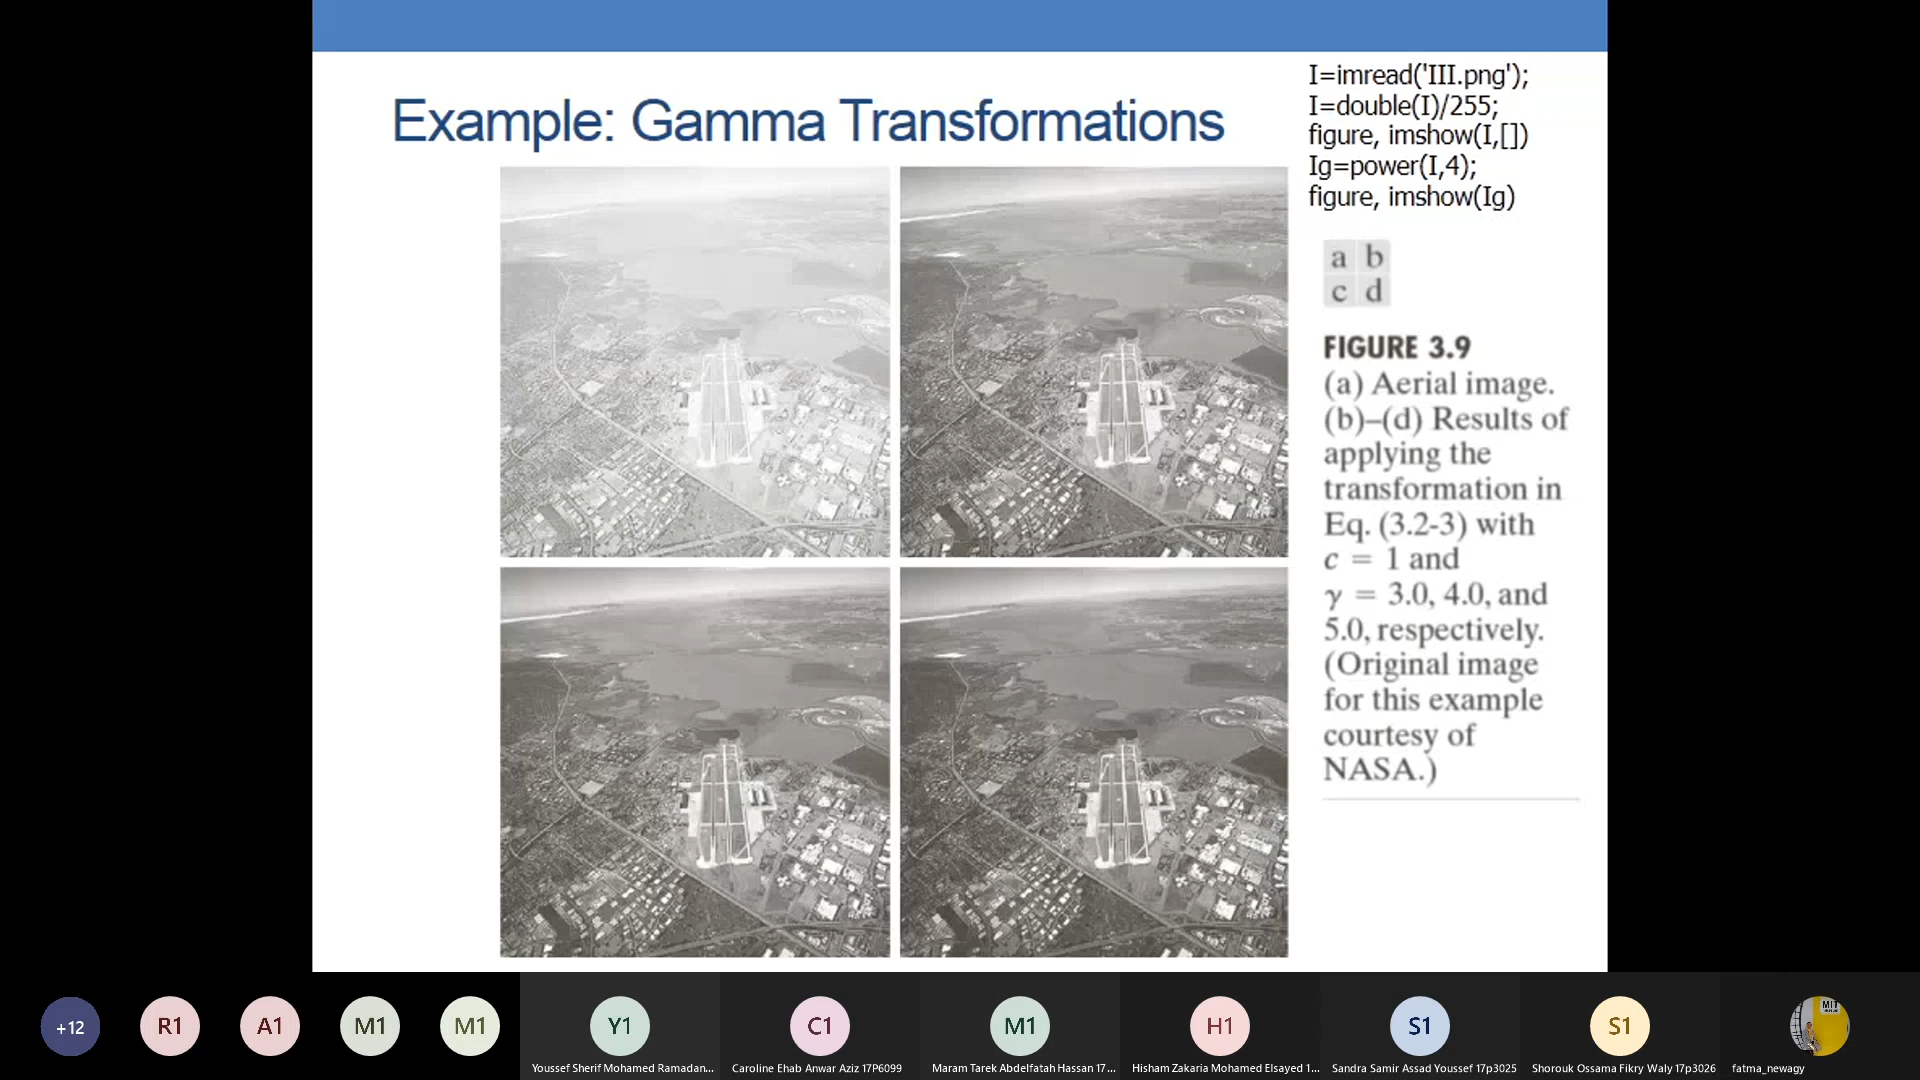 Example: Gamma Transformations
I=imread('III.png');
I=double(I)/255;
figure, imshow(I,[])
Ig=power(I,4);
figure, imshow(Ig)
a b
c d
FIGURE 3.9
(a) Aerial image.
(b)–(d) Results of
applying the
transformation in
Eq. (3.2-3) with
c = 1 and
γ = 3.0, 4.0, and
5.0, respectively.
(Original image
for this example
courtesy of
NASA.)
+12
R1
A1
M1
M1
Y1
C1
M1
H1
S1
S1
MIT
Youssef Sherif Mohamed Ramadan...
Caroline Ehab Anwar Aziz 17P6099
Maram Tarek Abdelfatah Hassan 17...
Hisham Zakaria Mohamed Elsayed 1...
Sandra Samir Assad Youssef 17p3025
Shorouk Ossama Fikry Waly 17p3026
fatma_newagy